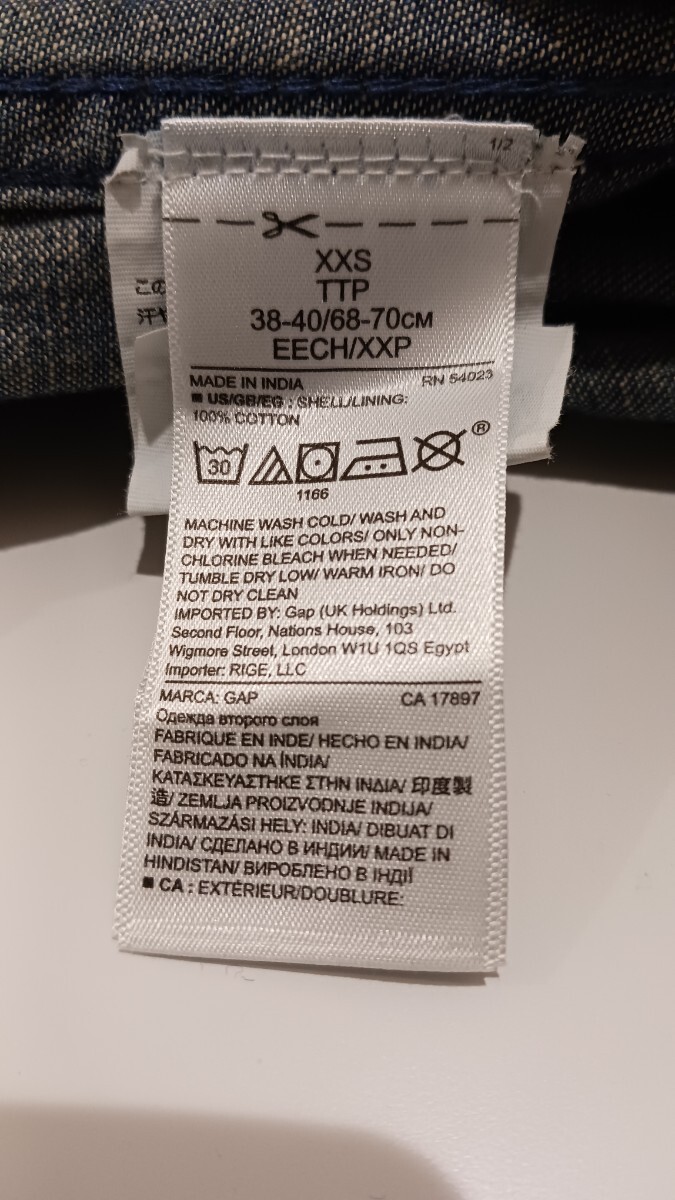 1/2
XXS
TTP
38-40/68-70CM
EECH/XXP
MADE IN INDIA RN 54023
■ US/GB/EG : SHELL/LINING:
100% COTTON
30
®
1166
MACHINE WASH COLD/ WASH AND
DRY WITH LIKE COLORS/ ONLY NON-
CHLORINE BLEACH WHEN NEEDED/
TUMBLE DRY LOW/ WARM IRON/ DO
NOT DRY CLEAN
IMPORTED BY: Gap (UK Holdings) Ltd.
Second Floor, Nations House, 103
Wigmore Street, London W1U 1QS Egypt
Importer: RIGE, LLC
MARCA: GAP CA 17897
Одежда второго слоя
FABRIQUE EN INDE/ HECHO EN INDIA/
FABRICADO NA ÍNDIA/
ΚΑΤΑΣΚΕΥΑΣΤΗΚΕ ΣΤΗΝ ΙΝΔΙΑ/ 印度製
造/ ZEMLJA PROIZVODNJE INDIJA/
SZÁRMAZÁSI HELY: INDIA/ DIBUAT DI
INDIA/ СДЕЛАНО В ИНДИИ/ MADE IN
HINDISTAN/ ВИРОБЛЕНО В ІНДІЇ
■ CA : EXTÉRIEUR/DOUBLURE:
この
汗や